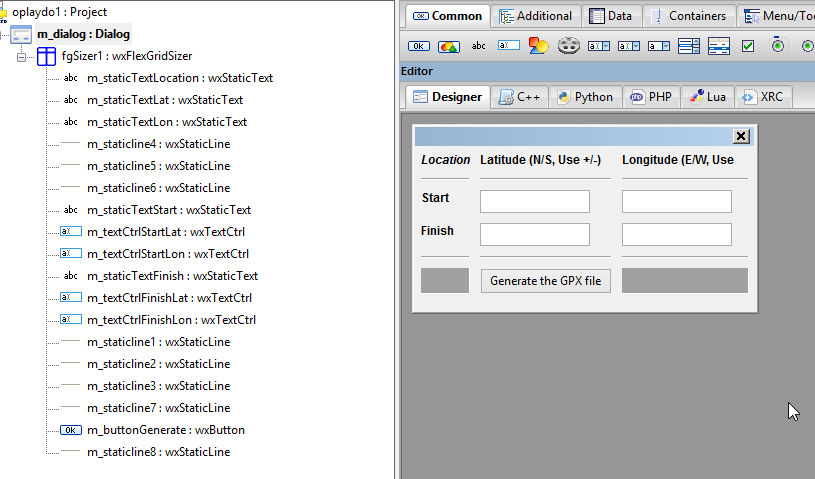 oplaydo1 : Project
m_dialog : Dialog
fgSizer1 : wxFlexGridSizer
abc m_staticTextLocation : wxStaticText
abc m_staticTextLat : wxStaticText
abc m_staticTextLon : wxStaticText
m_staticline4 : wxStaticLine
m_staticline5 : wxStaticLine
m_staticline6 : wxStaticLine
abc m_staticTextStart : wxStaticText
m_textCtrlStartLat : wxTextCtrl
m_textCtrlStartLon : wxTextCtrl
abc m_staticTextFinish : wxStaticText
m_textCtrlFinishLat : wxTextCtrl
m_textCtrlFinishLon : wxTextCtrl
m_staticline1 : wxStaticLine
m_staticline2 : wxStaticLine
m_staticline3 : wxStaticLine
m_staticline7 : wxStaticLine
Ok m_buttonGenerate : wxButton
m_staticline8 : wxStaticLine
Common Additional Data Containers Menu/Too
Ok abc
Editor
Designer C++ Python PHP Lua XRC
Location Latitude (N/S, Use +/-) Longitude (E/W, Use
Start
Finish
Generate the GPX file